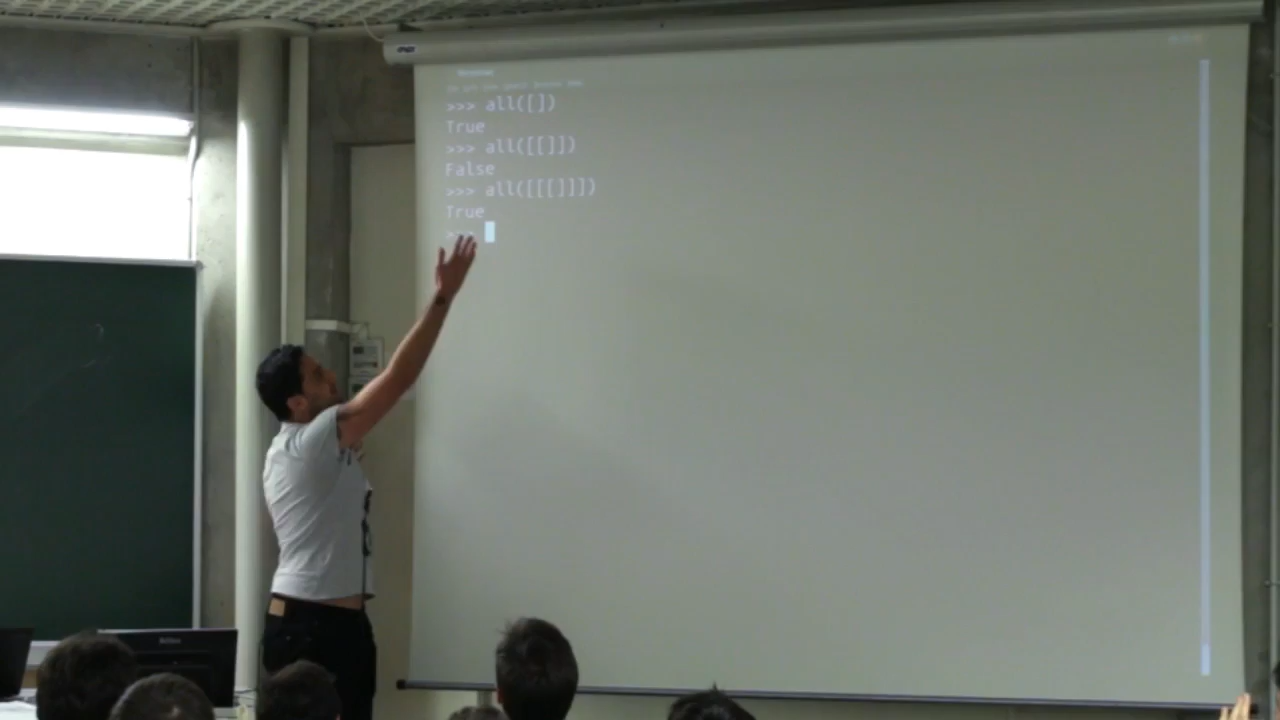 >>> all([])
True
>>> all([[]])
False
>>> all([[[]]])
True
>>>